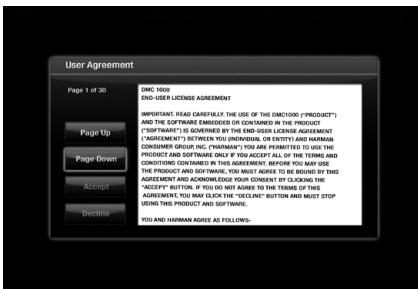 User Agreement
Page 1 of 30
Page Up
Page Down
Accept
Decline
DMC 1000
END-USER LICENSE AGREEMENT
IMPORTANT. READ CAREFULLY. THE USE OF THE DMC1000 ("PRODUCT")
AND THE SOFTWARE EMBEDDED OR CONTAINED IN THE PRODUCT
("SOFTWARE") IS GOVERNED BY THE END-USER LICENSE AGREEMENT
("AGREEMENT") BETWEEN YOU (INDIVIDUAL OR ENTITY) AND HARMAN
CONSUMER GROUP, INC. ("HARMAN") YOU ARE PERMITTED TO USE THE
PRODUCT AND SOFTWARE ONLY IF YOU ACCEPT ALL OF THE TERMS AND
CONDITIONS CONTAINED IN THIS AGREEMENT. BEFORE YOU MAY USE
THE PRODUCT AND SOFTWARE, YOU MUST AGREE TO BE BOUND BY THIS
AGREEMENT AND ACKNOWLEDGE YOUR CONSENT BY CLICKING THE
"ACCEPT" BUTTON. IF YOU DO NOT AGREE TO THE TERMS OF THIS
AGREEMENT, YOU MAY CLICK THE "DECLINE" BUTTON AND MUST STOP
USING THIS PRODUCT AND SOFTWARE.
YOU AND HARMAN AGREE AS FOLLOWS-